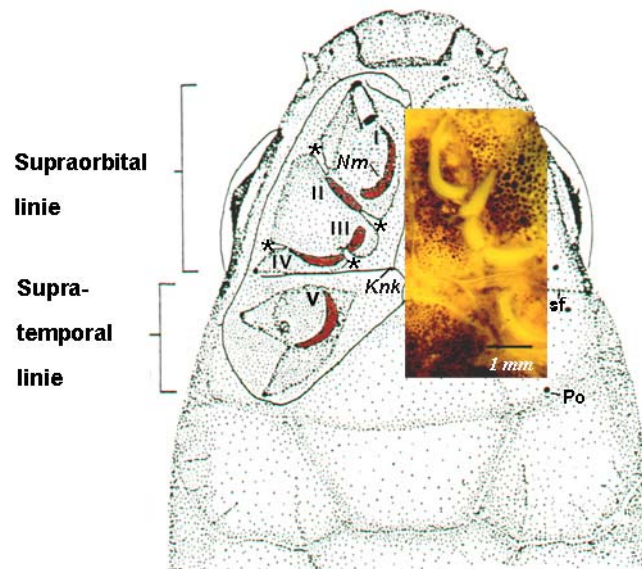 Supraorbital
linie
Supra-
temporal
linie
I
Nm
II
III
IV
Knk
V
sf
Po
1 mm